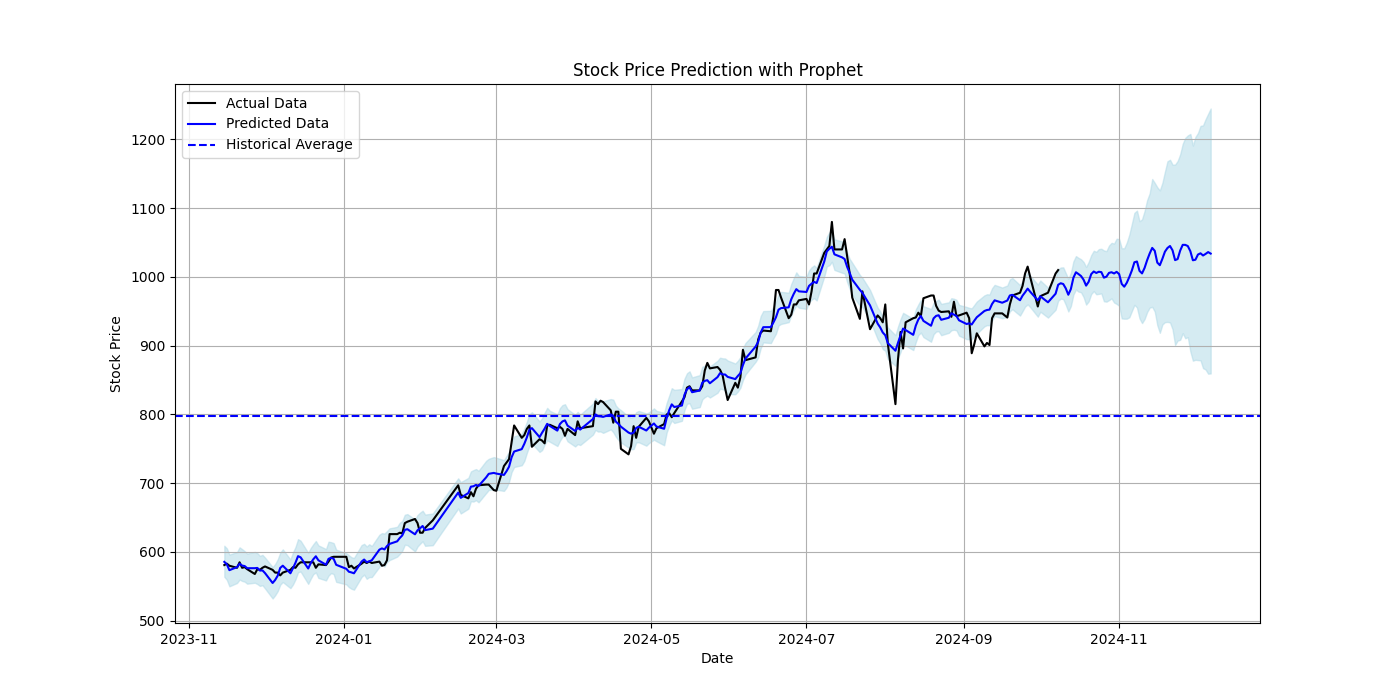 Stock Price Prediction with Prophet
Actual Data
Predicted Data
Historical Average
1200
1100
1000
900
800
700
600
500
Stock Price
2023-11
2024-01
2024-03
2024-05
2024-07
2024-09
2024-11
Date